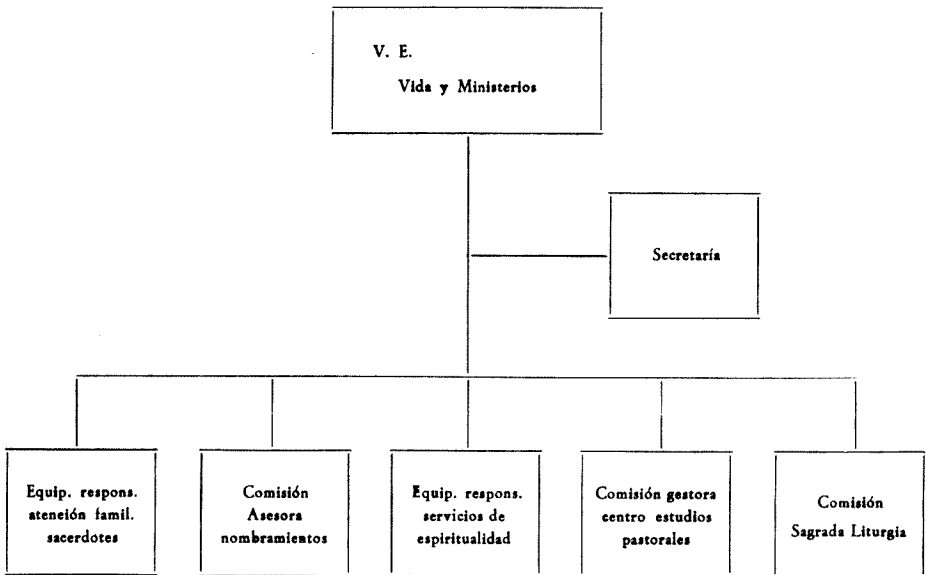 V. E.
Vida y Ministerios
Secretaría
Equip. respons.
atención famil.
sacerdotes
Comisión
Asesora
nombramientos
Equip. respons.
servicios de
espiritualidad
Comisión gestora
centro estudios
pastorales
Comisión
Sagrada Liturgia